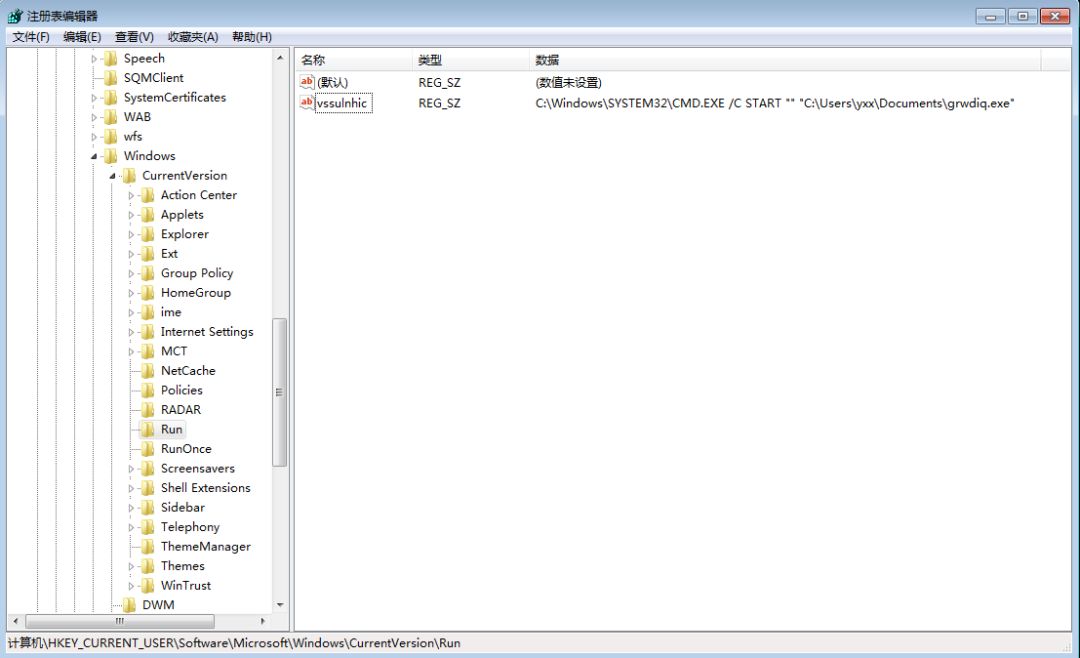 注册表编辑器
文件(F) 编辑(E) 查看(V) 收藏夹(A) 帮助(H)
Speech
SQMClient
SystemCertificates
WAB
wfs
Windows
CurrentVersion
Action Center
Applets
Explorer
Ext
Group Policy
HomeGroup
ime
Internet Settings
MCT
NetCache
Policies
RADAR
Run
RunOnce
Screensavers
Shell Extensions
Sidebar
Telephony
ThemeManager
Themes
WinTrust
DWM
名称 类型 数据
ab (默认) REG_SZ (数值未设置)
ab vssulnhic REG_SZ C:\Windows\SYSTEM32\CMD.EXE /C START "" "C:\Users\yxx\Documents\grwdiq.exe"
计算机\HKEY_CURRENT_USER\Software\Microsoft\Windows\CurrentVersion\Run